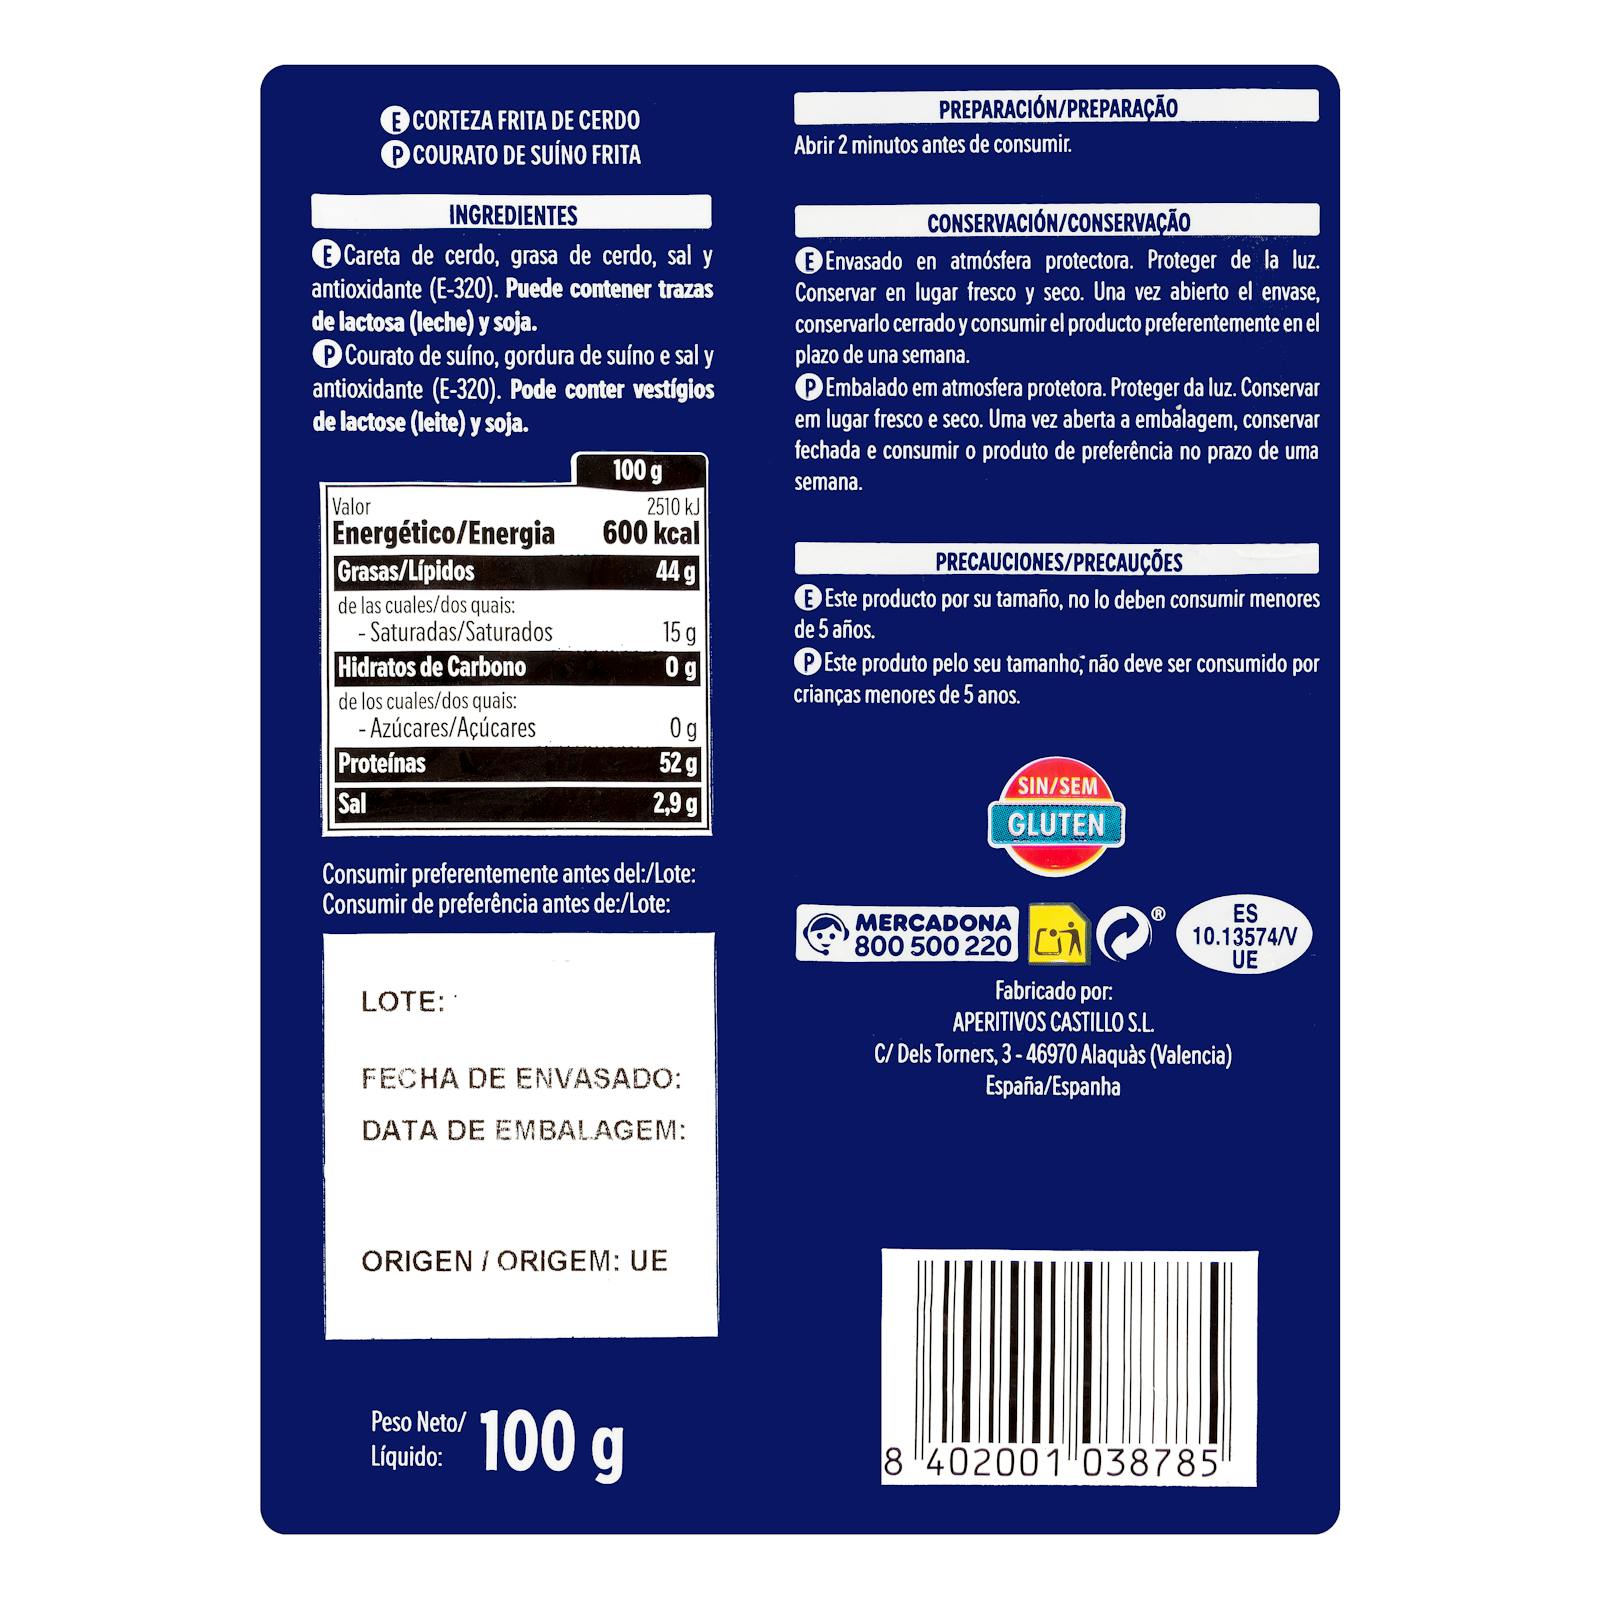 E CORTEZA FRITA DE CERDO
P COURATO DE SUÍNO FRITA
INGREDIENTES
E Careta de cerdo, grasa de cerdo, sal y
antioxidante (E-320). Puede contener trazas
de lactosa (leche) y soja.
P Courato de suíno, gordura de suíno e sal y
antioxidante (E-320). Pode conter vestígios
de lactose (leite) y soja.
100 g
Valor 2510 kJ
Energético/Energia 600 kcal
Grasas/Lípidos 44 g
de las cuales/dos quais:
- Saturadas/Saturados 15 g
Hidratos de Carbono 0 g
de los cuales/dos quais:
- Azúcares/Açúcares 0 g
Proteínas 52 g
Sal 2,9 g
Consumir preferentemente antes del:/Lote:
Consumir de preferência antes de:/Lote:
LOTE:
FECHA DE ENVASADO:
DATA DE EMBALAGEM:
ORIGEN / ORIGEM: UE
Peso Neto/
Líquido:
100 g
PREPARACIÓN/PREPARAÇÃO
Abrir 2 minutos antes de consumir.
CONSERVACIÓN/CONSERVAÇÃO
E Envasado en atmósfera protectora. Proteger de la luz.
Conservar en lugar fresco y seco. Una vez abierto el envase,
conservarlo cerrado y consumir el producto preferentemente en el
plazo de una semana.
P Embalado em atmosfera protetora. Proteger da luz. Conservar
em lugar fresco e seco. Uma vez aberta a embalagem, conservar
fechada e consumir o produto de preferência no prazo de uma
semana.
PRECAUCIONES/PRECAUÇÕES
E Este producto por su tamaño, no lo deben consumir menores
de 5 años.
P Este produto pelo seu tamanho, não deve ser consumido por
crianças menores de 5 anos.
SIN/SEM
GLUTEN
MERCADONA
800 500 220
®
ES
10.13574/V
UE
Fabricado por:
APERITIVOS CASTILLO S.L.
C/ Dels Torners, 3 - 46970 Alaquàs (Valencia)
España/Espanha
8 402001 038785